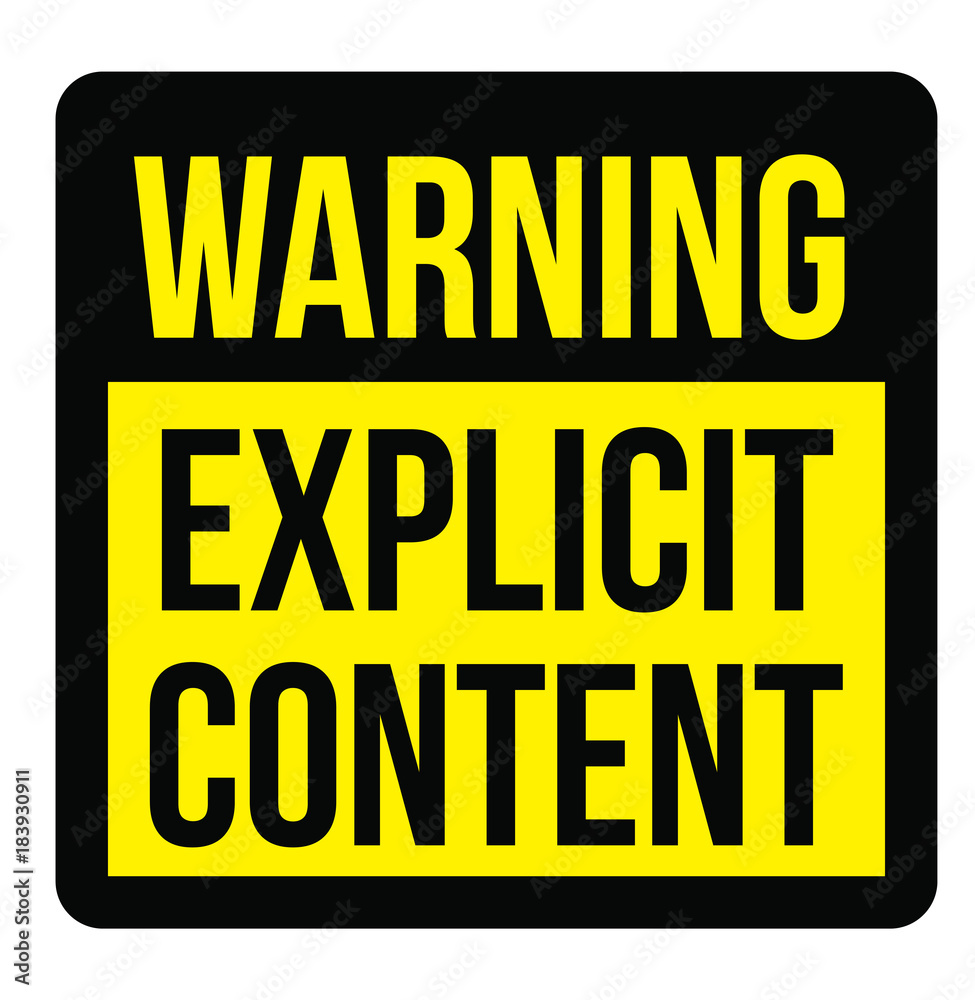 WARNING
EXPLICIT
CONTENT
Adobe Stock | #183930911